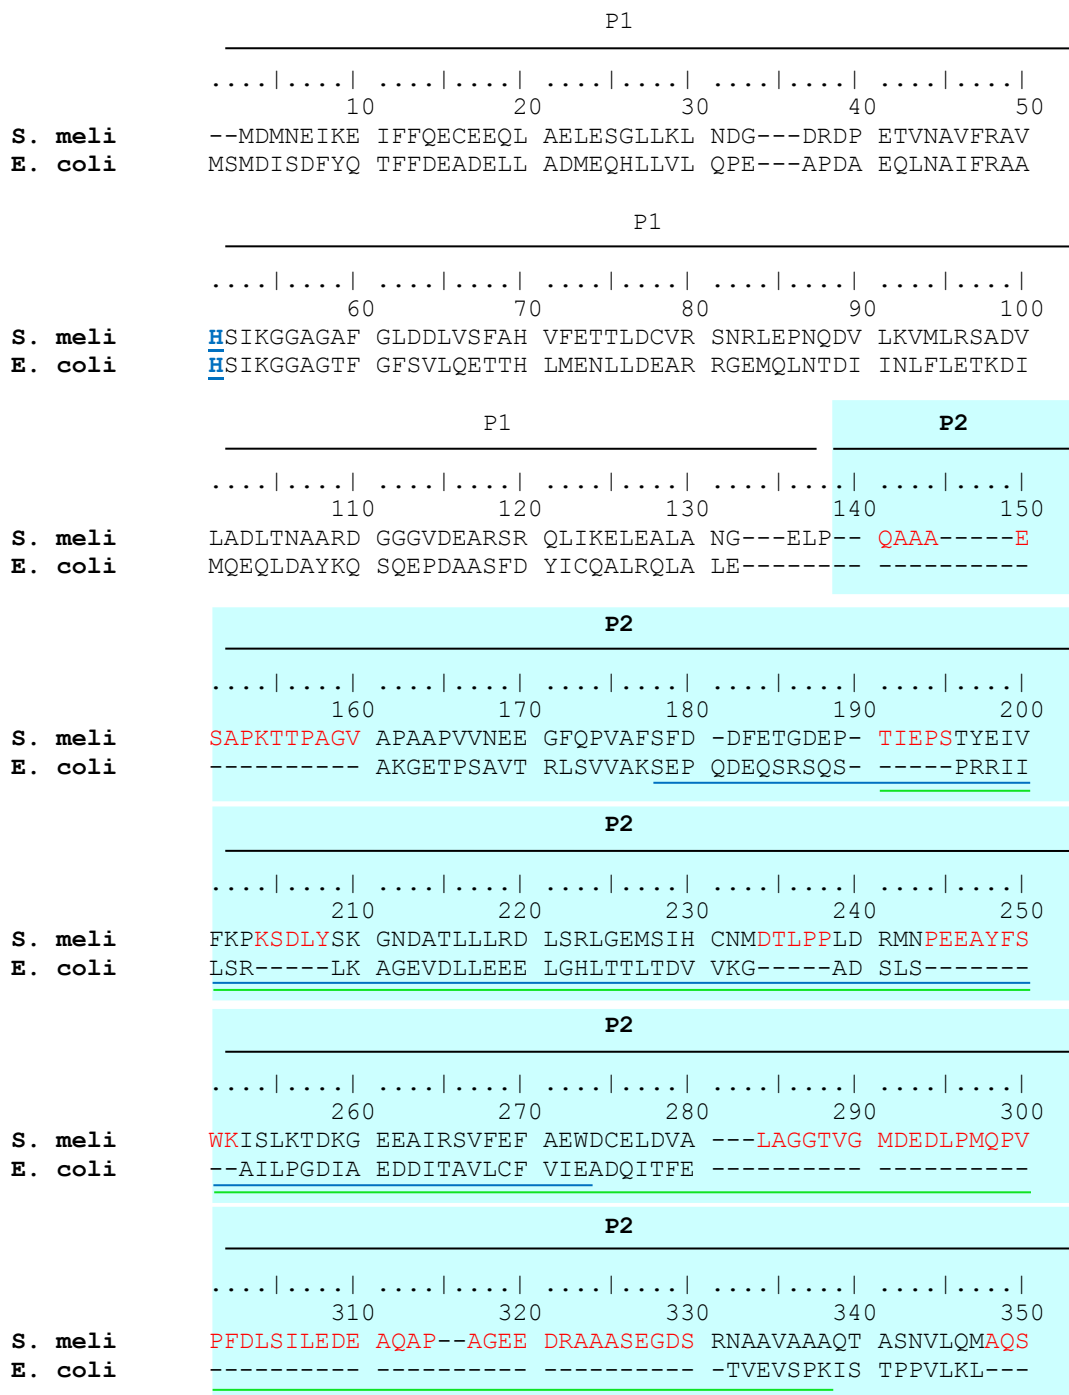 P1
....|....| ....|....| ....|....| ....|....| ....|....|
10 20 30 40 50
S. meli --MDMNEIKE IFFQECEEQL AELESGLLKL NDG---DRDP ETVNAVFRAV
E. coli MSMDISDFYQ TFFDEADELL ADMEQHLLVL QPE---APDA EQLNAIFRAA
P1
....|....| ....|....| ....|....| ....|....| ....|....|
60 70 80 90 100
S. meli HSIKGGAGAF GLDDLVSFAH VFETTLDCVR SNRLEPNQDV LKVMLRSADV
E. coli HSIKGGAGTF GFSVLQETTH LMENLLDEAR RGEMQLNTDI INLFLETKDI
P1 P2
....|....| ....|....| ....|....| ....|....| ....|....|
110 120 130 140 150
S. meli LADLTNAARD GGGVDEARSR QLIKELEALA NG---ELP-- QAAA-----E
E. coli MQEQLDAYKQ SQEPDAASFD YICQALRQLA LE-------- ----------
P2
....|....| ....|....| ....|....| ....|....| ....|....|
160 170 180 190 200
S. meli SAPKTTPAGV APAAPVVNEE GFQPVAFSFD -DFETGDEP- TIEPSTYEIV
E. coli ---------- AKGETPSAVT RLSVVAKSEP QDEQSRSQS- -----PRRII
P2
....|....| ....|....| ....|....| ....|....| ....|....|
210 220 230 240 250
S. meli FKPKSDLYSK GNDATLLLRD LSRLGEMSIH CNMDTLPPLD RMNPEEAYFS
E. coli LSR-----LK AGEVDLLEEE LGHLTTLTDV VKG-----AD SLS-------
P2
....|....| ....|....| ....|....| ....|....| ....|....|
260 270 280 290 300
S. meli WKISLKTDKG EEAIRSVFEF AEWDCELDVA ---LAGGTVG MDEDLPMQPV
E. coli --AILPGDIA EDDITAVLCF VIEADQITFE ---------- ----------
P2
....|....| ....|....| ....|....| ....|....| ....|....|
310 320 330 340 350
S. meli PFDLSILEDE AQAP--AGEE DRAAASEGDS RNAAVAAAQT ASNVLQMAQS
E. coli ---------- ---------- ---------- -TVEVSPKIS TPPVLKL---